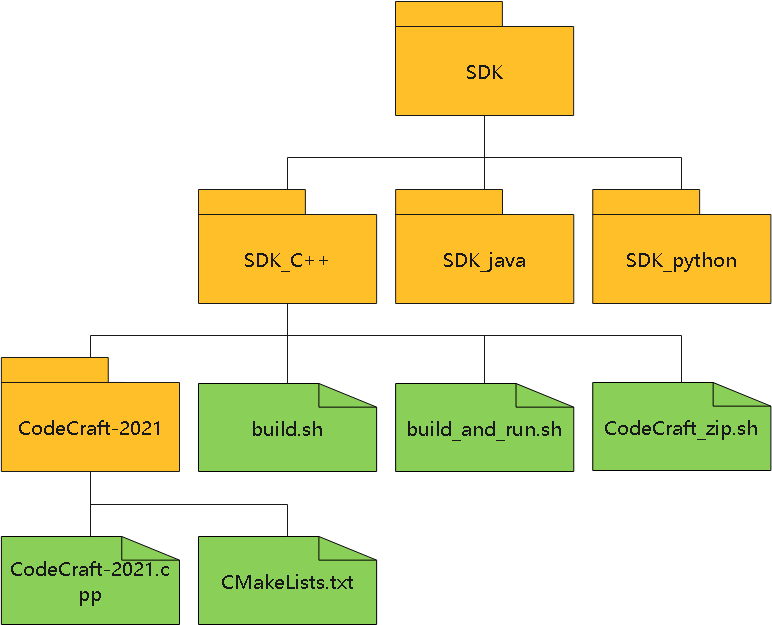 SDK
SDK_C++
SDK_java
SDK_python
CodeCraft-2021
build.sh
build_and_run.sh
CodeCraft_zip.sh
CodeCraft-2021.c
pp
CMakeLists.txt